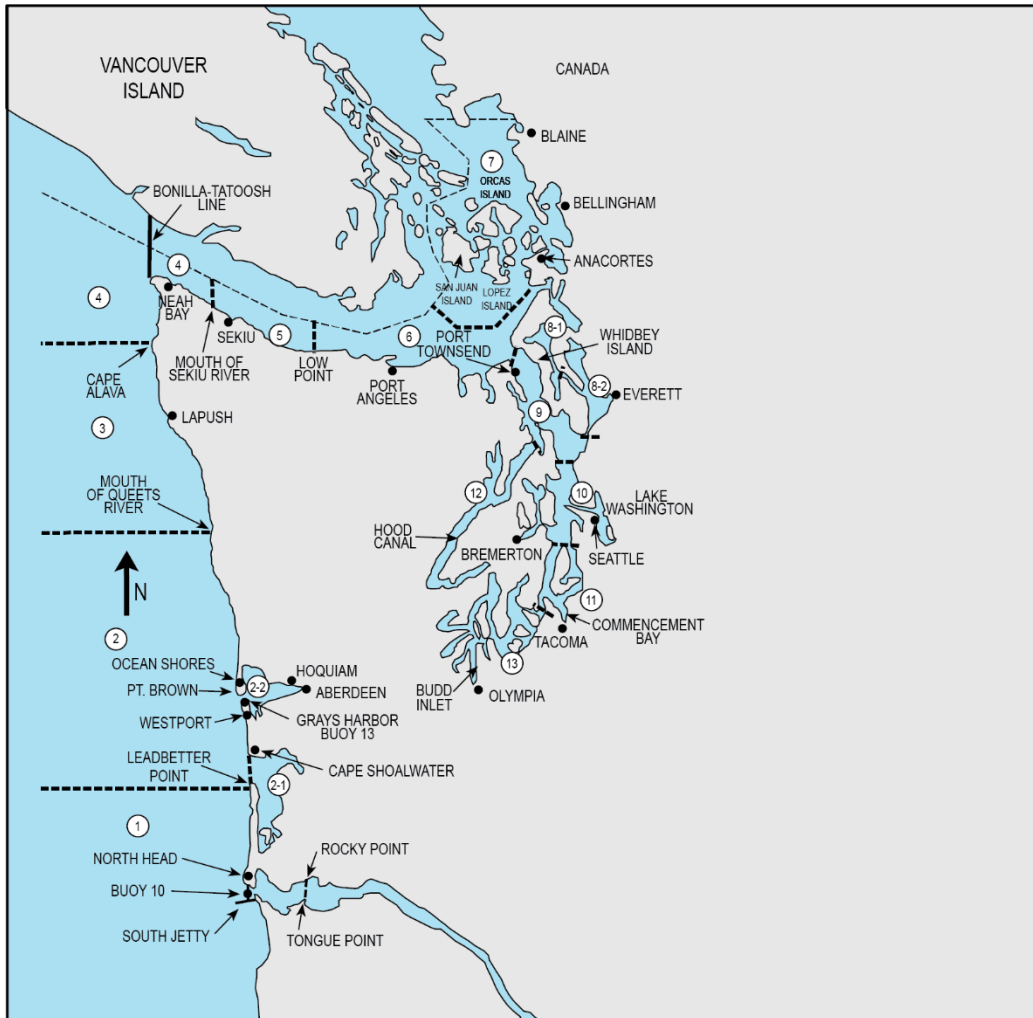 VANCOUVER
ISLAND
CANADA
BLAINE
7
ORCAS
ISLAND
BONILLA-TATOOSH
LINE
BELLINGHAM
ANACORTES
4
4
NEAH
BAY
SAN JUAN
ISLAND
LOPEZ
ISLAND
SEKIU
5
MOUTH OF
SEKIU RIVER
LOW
POINT
6
PORT
TOWNSEND
8-1
WHIDBEY
ISLAND
CAPE
ALAVA
PORT
ANGELES
8-2
EVERETT
LAPUSH
3
9
MOUTH
OF QUEETS
RIVER
12
10
LAKE
WASHINGTON
HOOD
CANAL
BREMERTON
SEATTLE
N
11
COMMENCEMENT
BAY
TACOMA
2
13
OCEAN SHORES
HOQUIAM
PT. BROWN
2-2
ABERDEEN
BUDD
INLET
OLYMPIA
WESTPORT
GRAYS HARBOR
BUOY 13
LEADBETTER
POINT
CAPE SHOALWATER
2-1
1
NORTH HEAD
ROCKY POINT
BUOY 10
SOUTH JETTY
TONGUE POINT